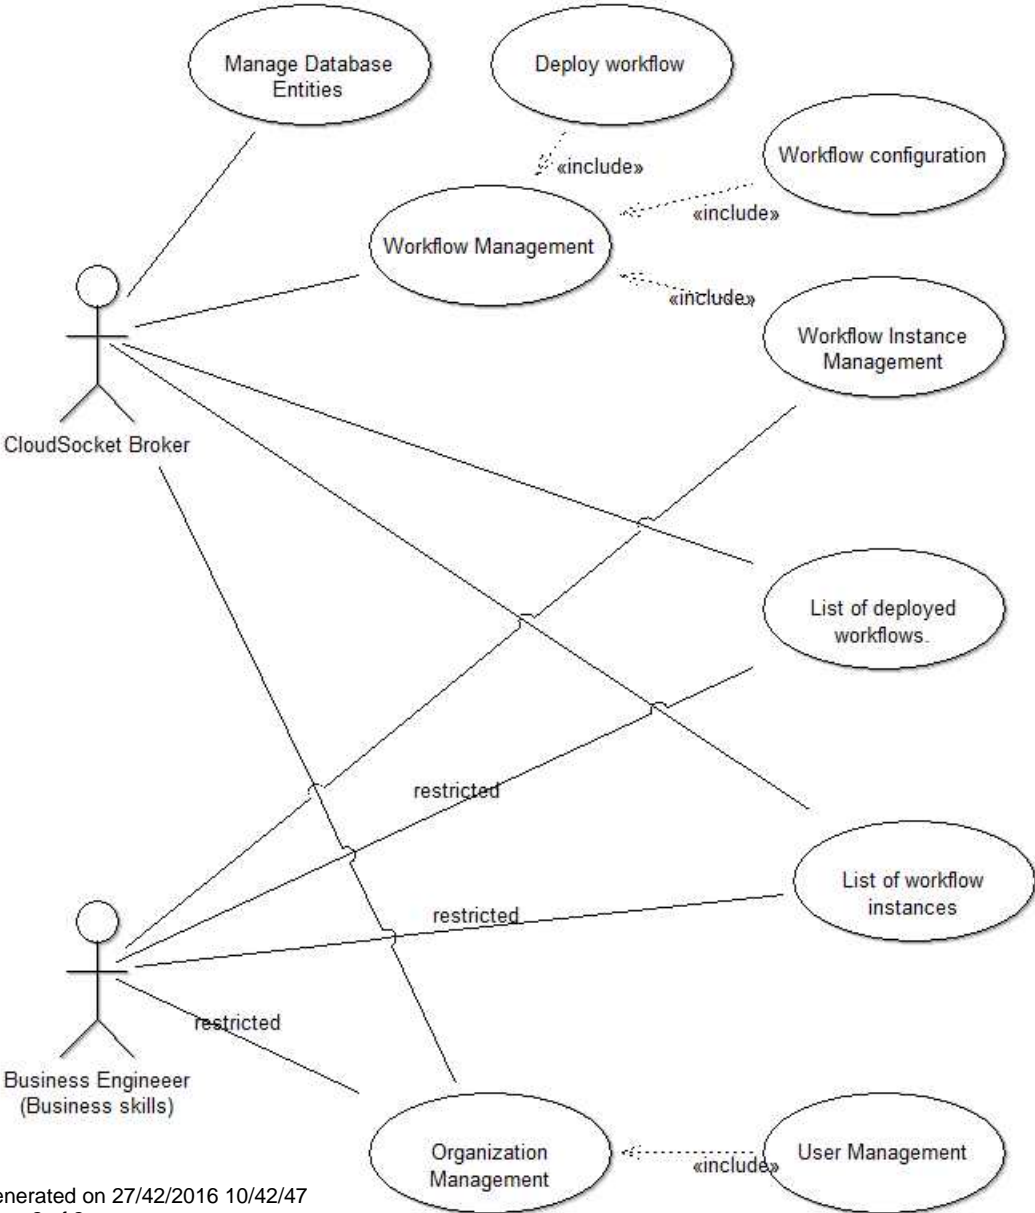 Manage Database
Entities
Deploy workflow
«include»
Workflow configuration
«include»
Workflow Management
«include»
Workflow Instance
Management
CloudSocket Broker
List of deployed
workflows.
restricted
List of workflow
instances
restricted
restricted
Business Engineeer
(Business skills)
Organization
Management
«include»
User Management
enerated on 27/42/2016 10/42/47